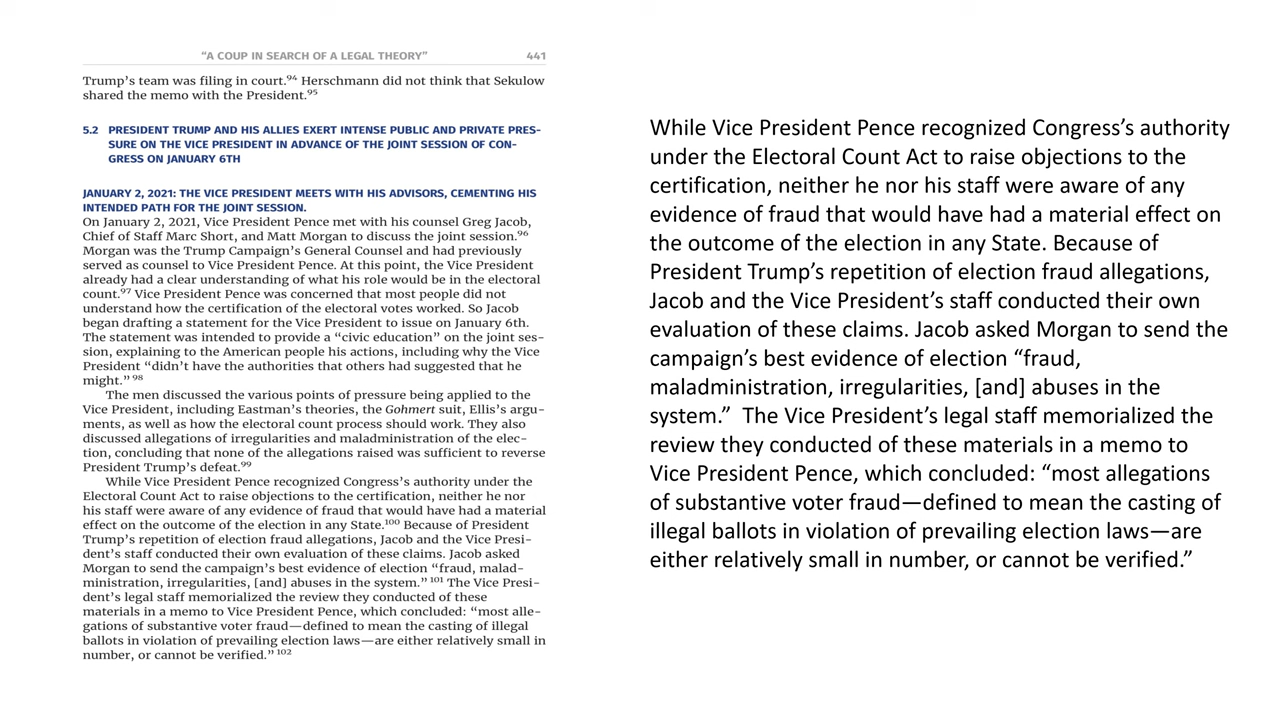 “A COUP IN SEARCH OF A LEGAL THEORY” 441
Trump’s team was filing in court.⁹⁴ Herschmann did not think that Sekulow
shared the memo with the President.⁹⁵
5.2 PRESIDENT TRUMP AND HIS ALLIES EXERT INTENSE PUBLIC AND PRIVATE PRES-
SURE ON THE VICE PRESIDENT IN ADVANCE OF THE JOINT SESSION OF CON-
GRESS ON JANUARY 6TH
JANUARY 2, 2021: THE VICE PRESIDENT MEETS WITH HIS ADVISORS, CEMENTING HIS
INTENDED PATH FOR THE JOINT SESSION.
On January 2, 2021, Vice President Pence met with his counsel Greg Jacob,
Chief of Staff Marc Short, and Matt Morgan to discuss the joint session.⁹⁶
Morgan was the Trump Campaign’s General Counsel and had previously
served as counsel to Vice President Pence. At this point, the Vice President
already had a clear understanding of what his role would be in the electoral
count.⁹⁷ Vice President Pence was concerned that most people did not
understand how the certification of the electoral votes worked. So Jacob
began drafting a statement for the Vice President to issue on January 6th.
The statement was intended to provide a “civic education” on the joint ses-
sion, explaining to the American people his actions, including why the Vice
President “didn’t have the authorities that others had suggested that he
might.” ⁹⁸
The men discussed the various points of pressure being applied to the
Vice President, including Eastman’s theories, the Gohmert suit, Ellis’s argu-
ments, as well as how the electoral count process should work. They also
discussed allegations of irregularities and maladministration of the elec-
tion, concluding that none of the allegations raised was sufficient to reverse
President Trump’s defeat.⁹⁹
While Vice President Pence recognized Congress’s authority under the
Electoral Count Act to raise objections to the certification, neither he nor
his staff were aware of any evidence of fraud that would have had a material
effect on the outcome of the election in any State.¹⁰⁰ Because of President
Trump’s repetition of election fraud allegations, Jacob and the Vice Presi-
dent’s staff conducted their own evaluation of these claims. Jacob asked
Morgan to send the campaign’s best evidence of election “fraud, malad-
ministration, irregularities, [and] abuses in the system.” ¹⁰¹ The Vice Presi-
dent’s legal staff memorialized the review they conducted of these
materials in a memo to Vice President Pence, which concluded: “most alle-
gations of substantive voter fraud—defined to mean the casting of illegal
ballots in violation of prevailing election laws—are either relatively small in
number, or cannot be verified.” ¹⁰²
While Vice President Pence recognized Congress’s authority
under the Electoral Count Act to raise objections to the
certification, neither he nor his staff were aware of any
evidence of fraud that would have had a material effect on
the outcome of the election in any State. Because of
President Trump’s repetition of election fraud allegations,
Jacob and the Vice President’s staff conducted their own
evaluation of these claims. Jacob asked Morgan to send the
campaign’s best evidence of election “fraud,
maladministration, irregularities, [and] abuses in the
system.”  The Vice President’s legal staff memorialized the
review they conducted of these materials in a memo to
Vice President Pence, which concluded: “most allegations
of substantive voter fraud—defined to mean the casting of
illegal ballots in violation of prevailing election laws—are
either relatively small in number, or cannot be verified.”